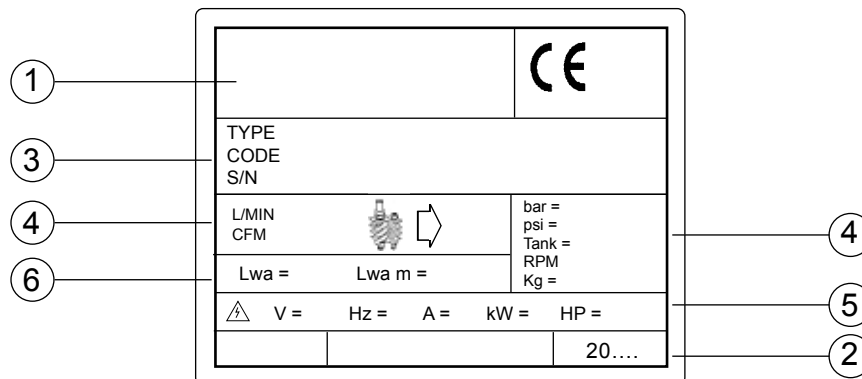 1
CE
3
TYPE
CODE
S/N
4
L/MIN
CFM
bar =
psi =
Tank =
RPM
Kg =
4
6
Lwa = Lwa m =
5
V = Hz = A = kW = HP =
2
20....